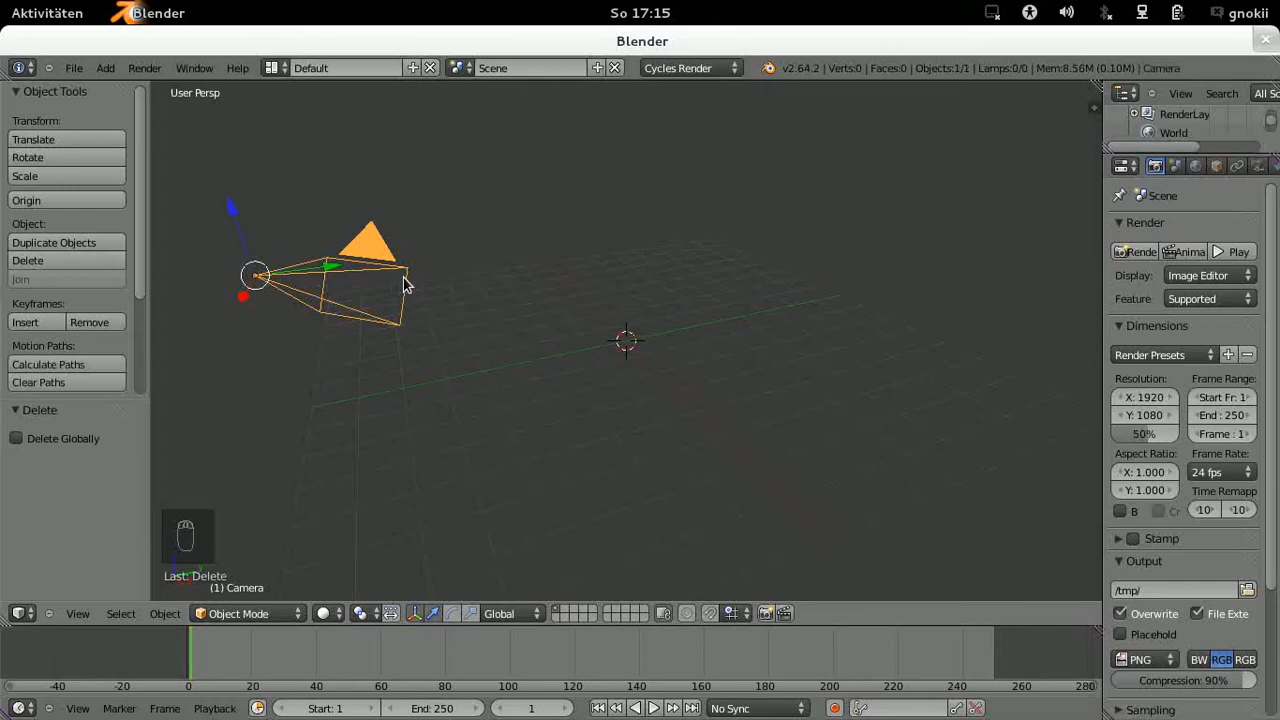 Aktivitäten Blender So 17:15 gnokii
Blender
File Add Render Window Help Default Scene Cycles Render v2.64.2 | Verts:0 | Faces:0 | Objects:1/1 | Lamps:0/0 | Mem:8.56M (0.10M) | Camera
Object Tools
User Persp
View Search All Sc
RenderLay
World
Transform:
Translate
Rotate
Scale
Origin
Object:
Duplicate Objects
Delete
Join
Keyframes:
Insert Remove
Motion Paths:
Calculate Paths
Clear Paths
Delete
Delete Globally
Last: Delete
(1) Camera
Scene
Render
Rende Anima Play
Display: Image Editor
Feature Supported
Dimensions
Render Presets
Resolution: Frame Range:
X: 1920 Start Fr: 1
Y: 1080 End : 250
50% Frame : 1
Aspect Ratio: Frame Rate:
X: 1.000 24 fps
Y: 1.000 Time Remapp
B Cr 10 10
Stamp
Output
/tmp/
Overwrite File Exte
Placehold
PNG BW RGB RGB
Compression: 90%
Sampling
View Select Object Object Mode Global
-40 -20 0 20 40 60 80 100 120 140 160 180 200 220 240 260 280
View Marker Frame Playback Start: 1 End: 250 1 No Sync